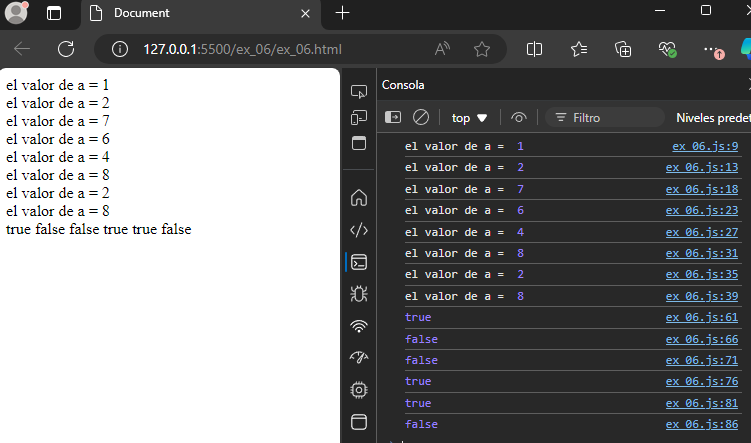 Document
127.0.0.1:5500/ex_06/ex_06.html
el valor de a = 1
el valor de a = 2
el valor de a = 7
el valor de a = 6
el valor de a = 4
el valor de a = 8
el valor de a = 2
el valor de a = 8
true false false true true false
Consola
top Filtro Niveles predet
el valor de a = 1 ex_06.js:9
el valor de a = 2 ex_06.js:13
el valor de a = 7 ex_06.js:18
el valor de a = 6 ex_06.js:23
el valor de a = 4 ex_06.js:27
el valor de a = 8 ex_06.js:31
el valor de a = 2 ex_06.js:35
el valor de a = 8 ex_06.js:39
true ex_06.js:61
false ex_06.js:66
false ex_06.js:71
true ex_06.js:76
true ex_06.js:81
false ex_06.js:86